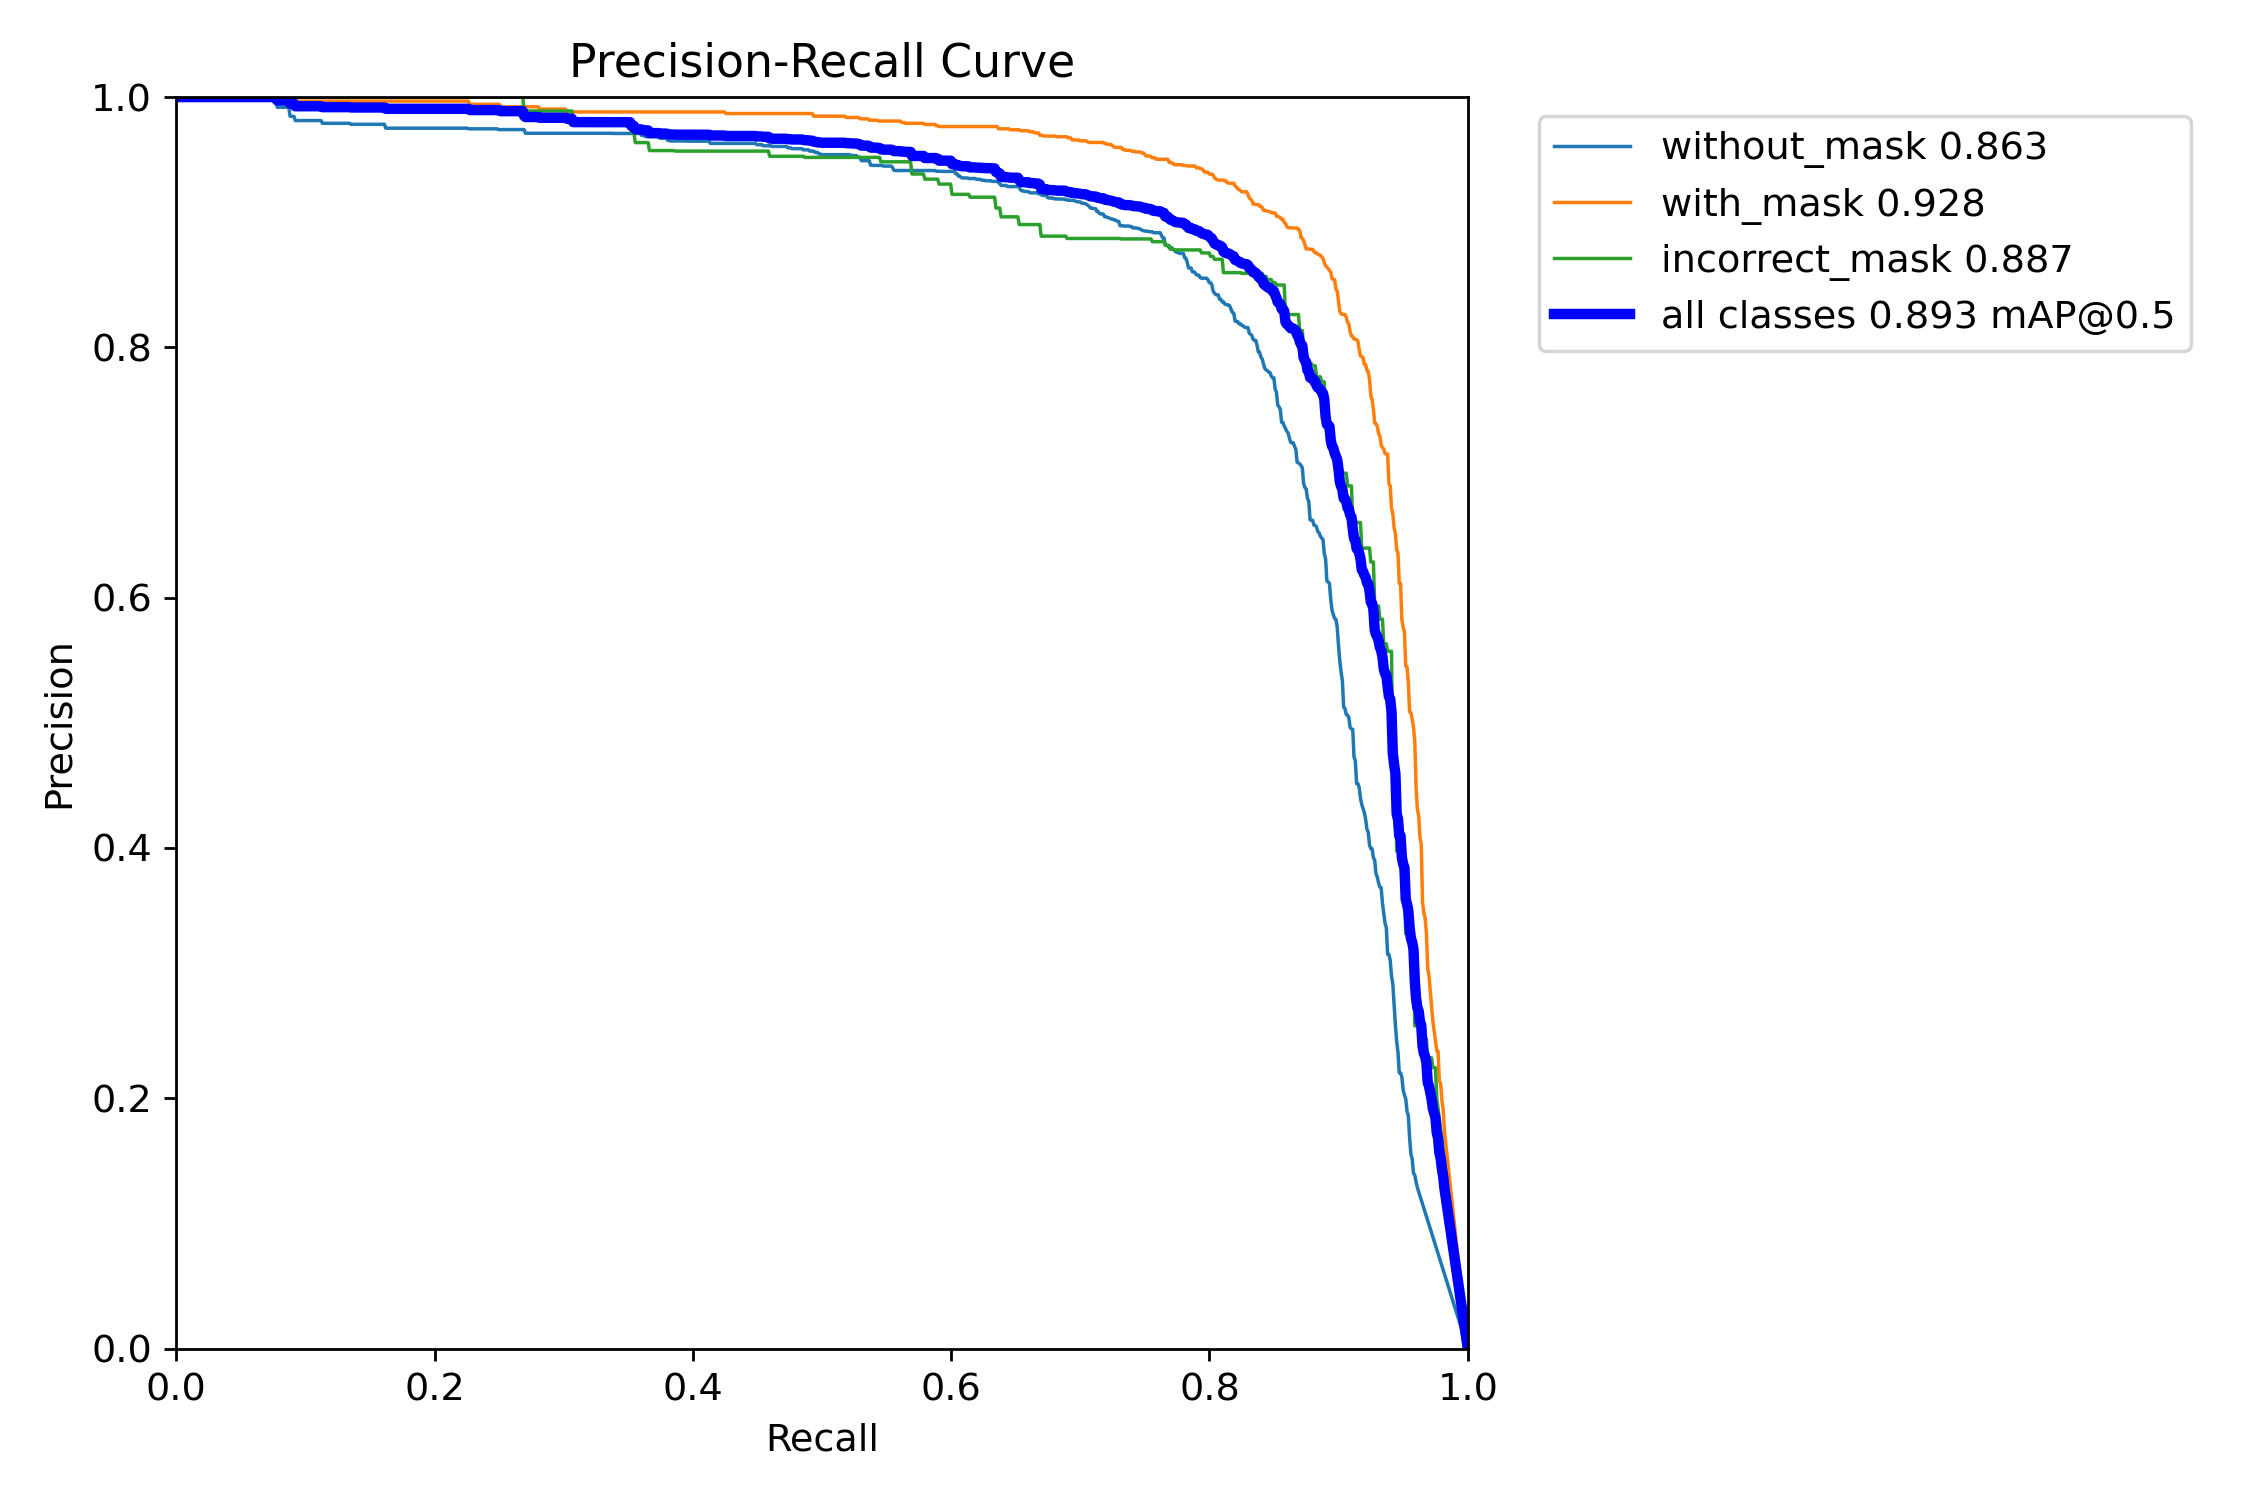 Precision-Recall Curve
without_mask 0.863
with_mask 0.928
incorrect_mask 0.887
all classes 0.893 mAP@0.5
1.0
0.8
0.6
0.4
0.2
0.0
Precision
0.0 0.2 0.4 0.6 0.8 1.0
Recall